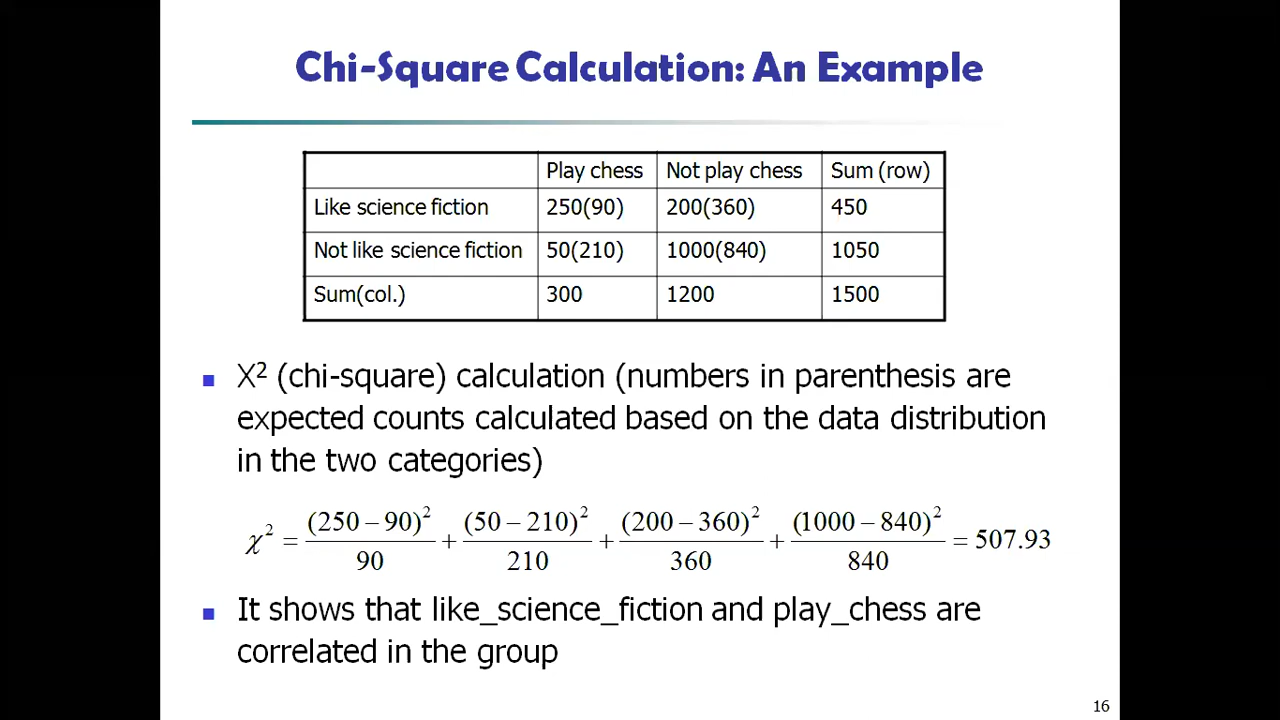 Chi-Square Calculation: An Example
Play chess Not play chess Sum (row)
Like science fiction 250(90) 200(360) 450
Not like science fiction 50(210) 1000(840) 1050
Sum(col.) 300 1200 1500
Χ² (chi-square) calculation (numbers in parenthesis are
expected counts calculated based on the data distribution
in the two categories)
χ² = (250 − 90)²/90 + (50 − 210)²/210 + (200 − 360)²/360 + (1000 − 840)²/840 = 507.93
It shows that like_science_fiction and play_chess are
correlated in the group
16